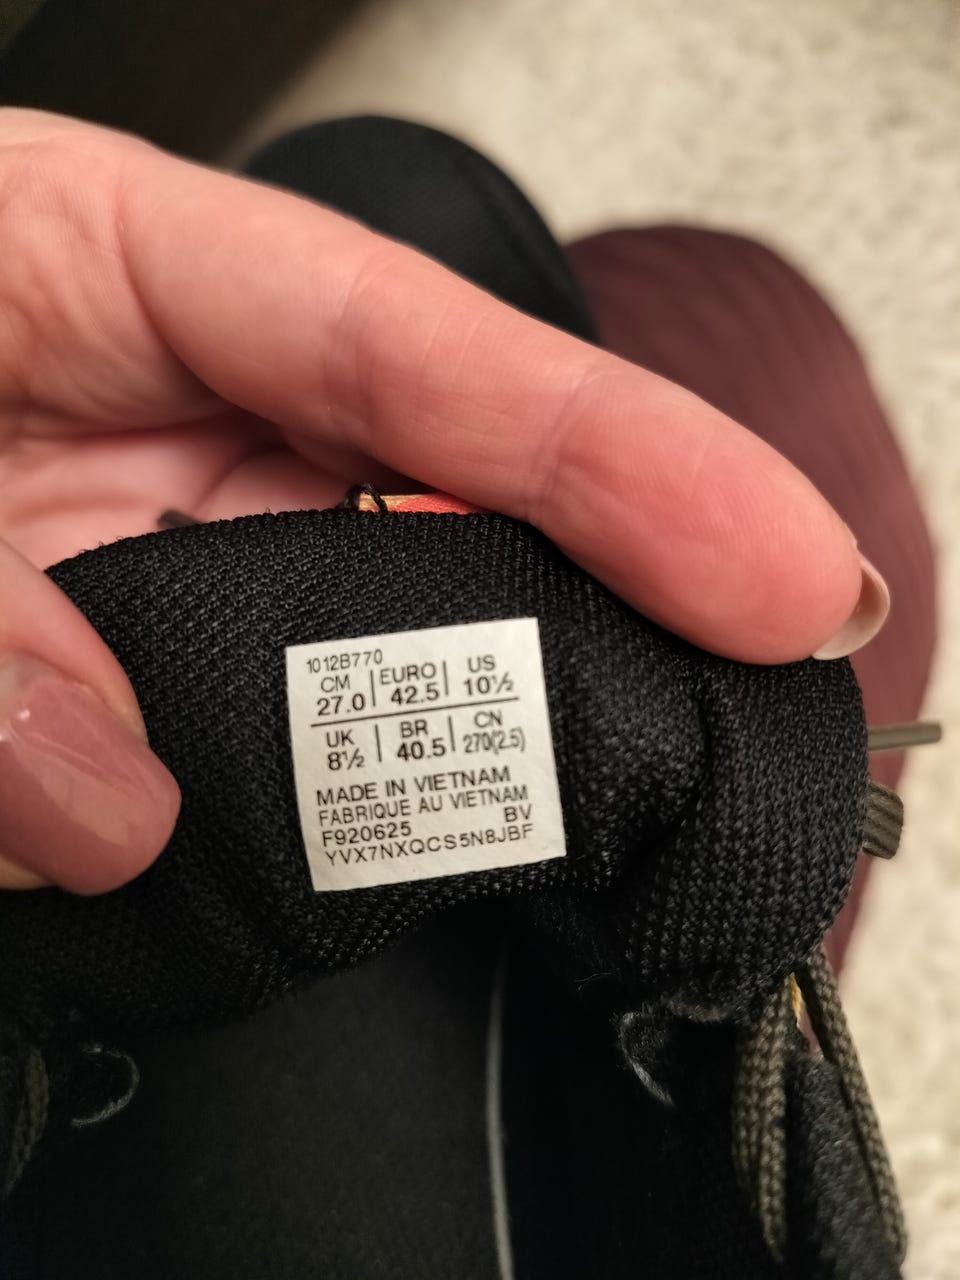 1012B770
CM | EURO | US
27.0 | 42.5 | 10½
UK | BR | CN
8½ | 40.5 | 270(2.5)
MADE IN VIETNAM
FABRIQUE AU VIETNAM
F920625 BV
YVX7NXQCS5N8JBF